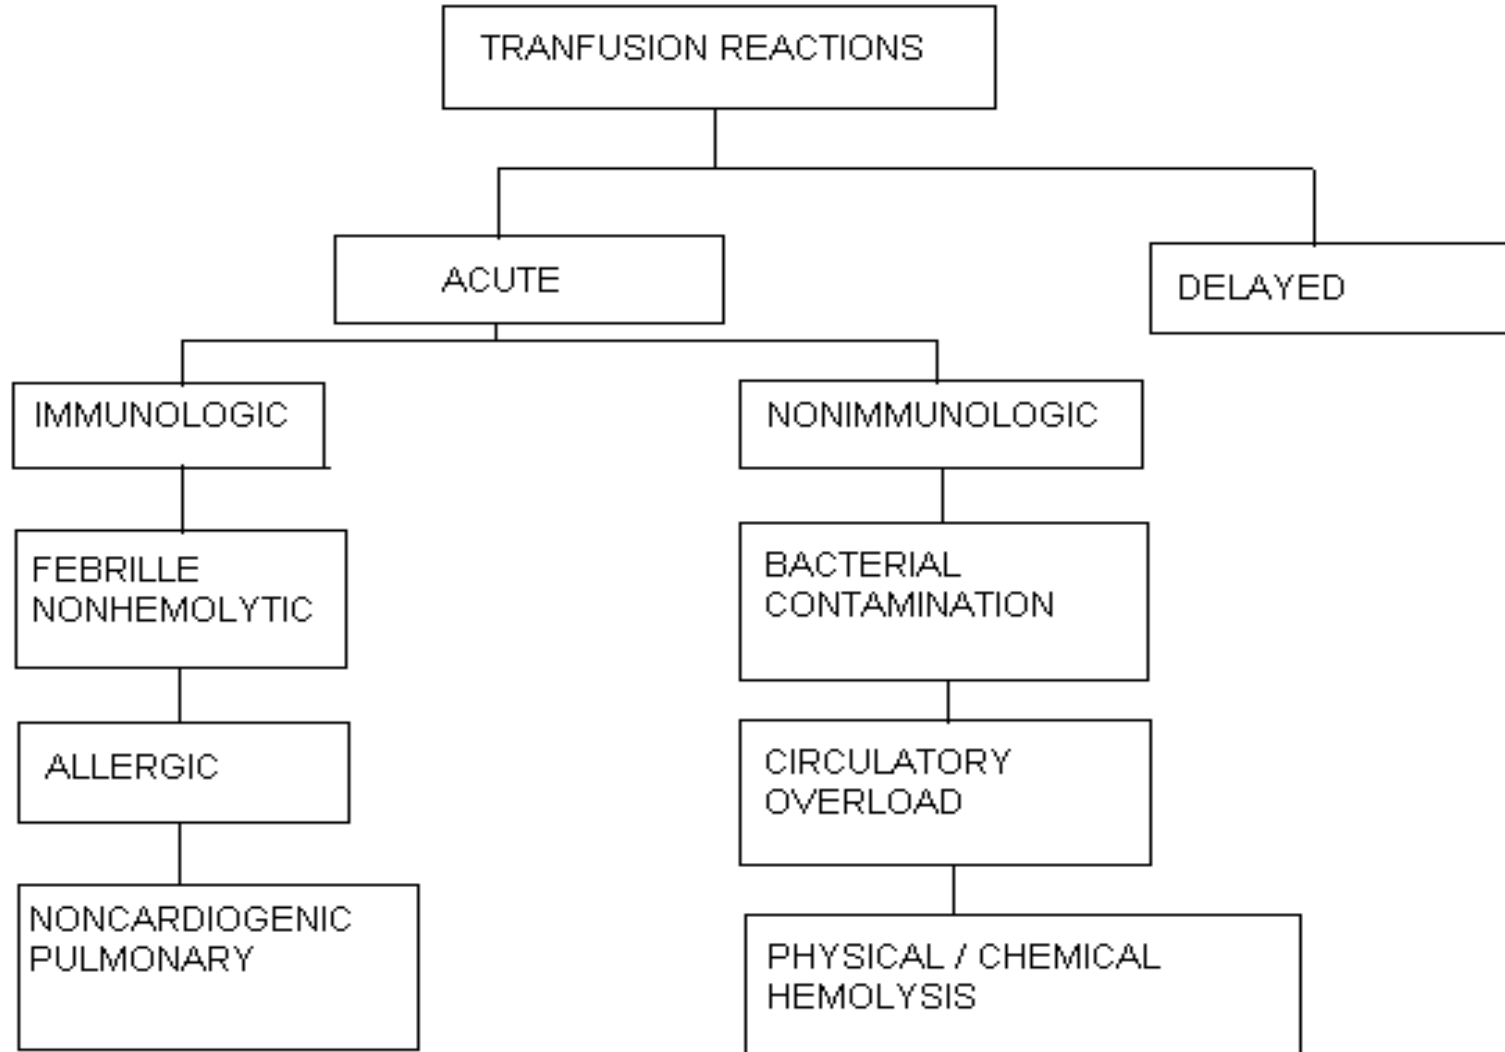 TRANFUSION REACTIONS
ACUTE
DELAYED
IMMUNOLOGIC
NONIMMUNOLOGIC
FEBRILLE
NONHEMOLYTIC
BACTERIAL
CONTAMINATION
ALLERGIC
CIRCULATORY
OVERLOAD
NONCARDIOGENIC
PULMONARY
PHYSICAL / CHEMICAL
HEMOLYSIS